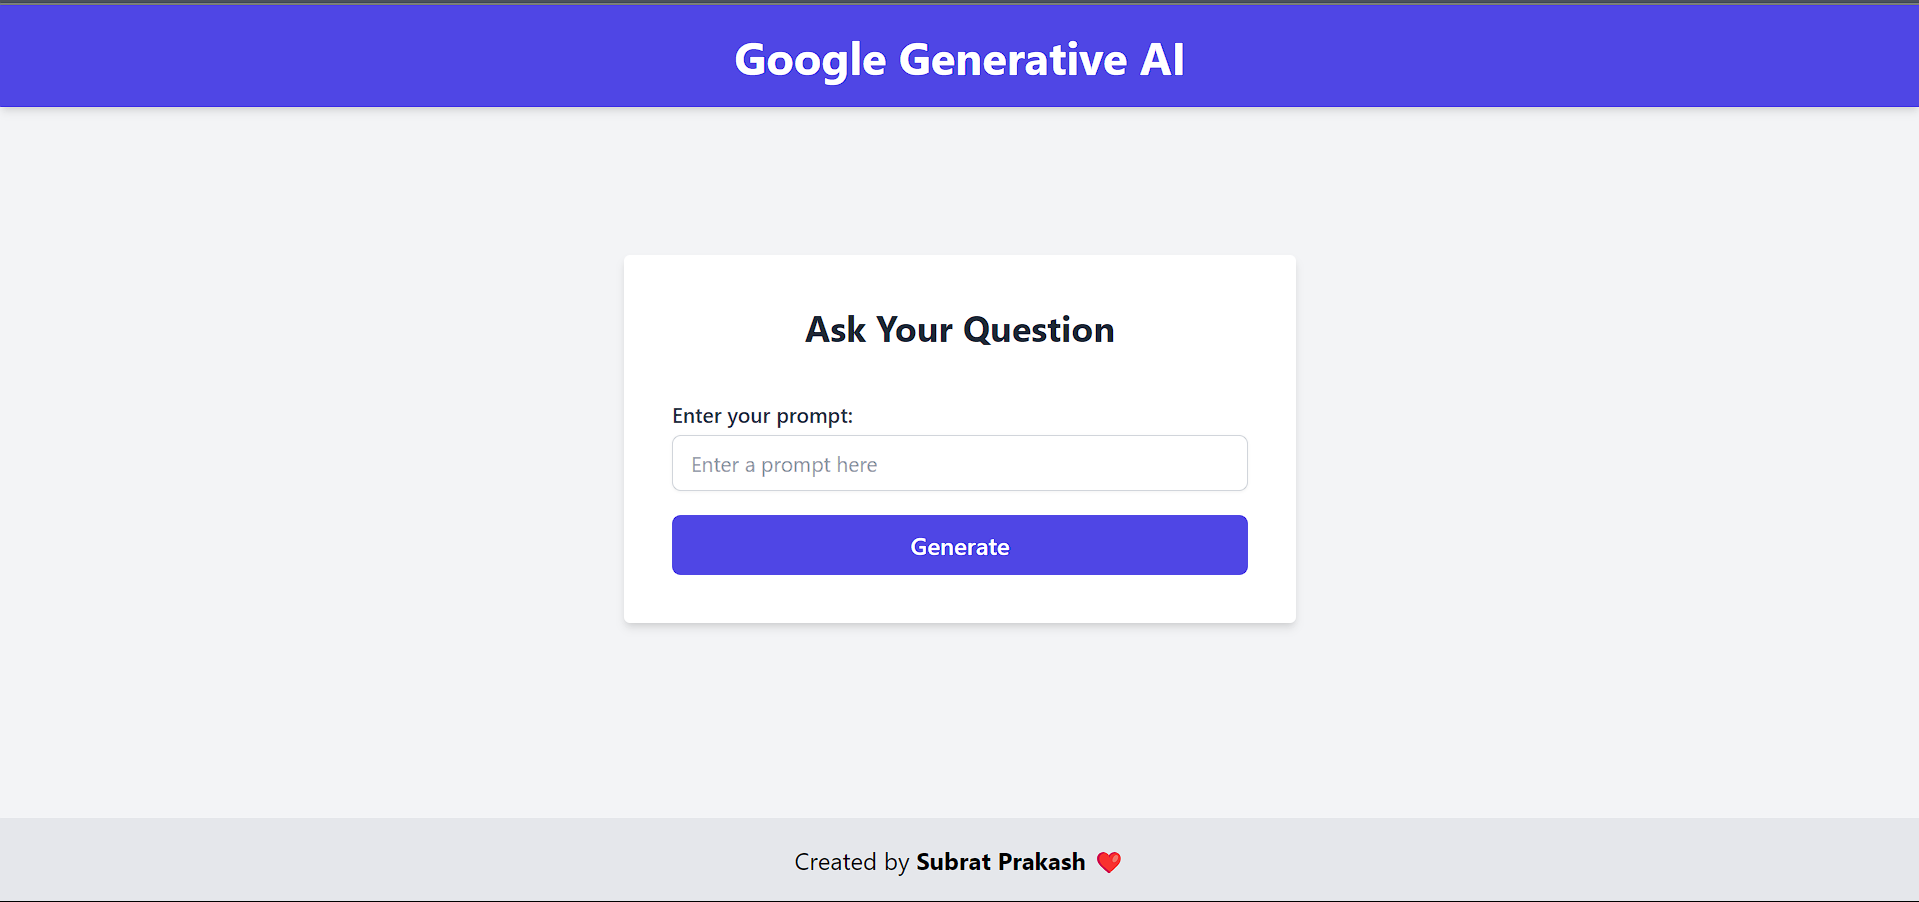 Google Generative AI
Ask Your Question
Enter your prompt:
Enter a prompt here
Generate
Created by Subrat Prakash ❤️